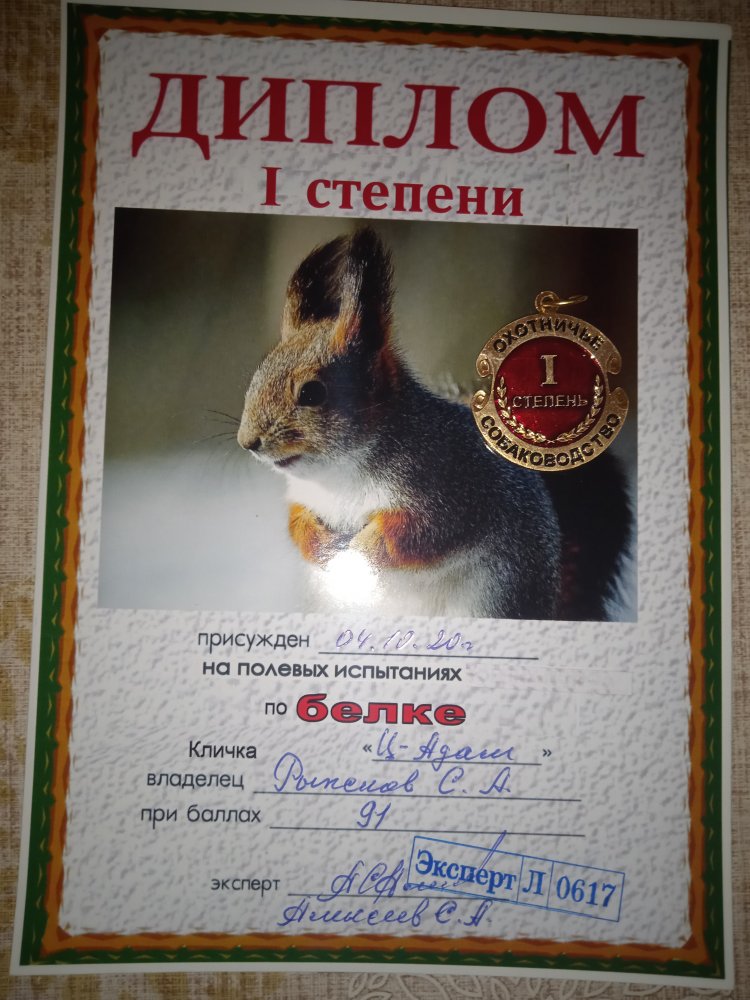 ДИПЛОМ
I степени
ОХОТНИЧЬЕ
I
СТЕПЕНЬ
СОБАКОВОДСТВО
присужден 04.10.20г
на полевых испытаниях
по белке
Кличка «Ц-Адам»
владелец Рыжков С. А.
при баллах 91
эксперт
Эксперт Л 0617
Алексеев С.А.